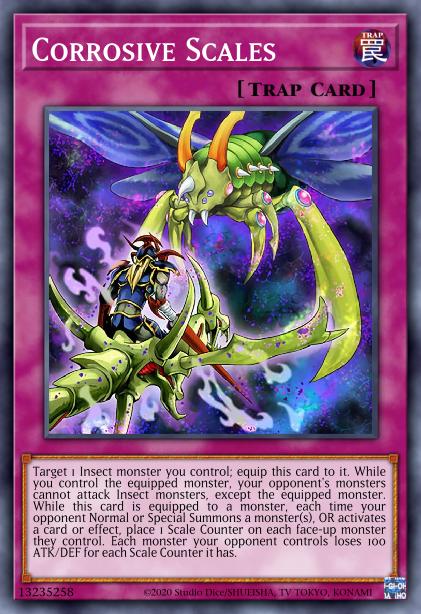 CORROSIVE SCALES
TRAP
罠
[TRAP CARD]
Target 1 Insect monster you control; equip this card to it. While
you control the equipped monster, your opponent's monsters
cannot attack Insect monsters, except the equipped monster.
While this card is equipped to a monster, each time your
opponent Normal or Special Summons a monster(s), OR activates
a card or effect, place 1 Scale Counter on each face-up monster
they control. Each monster your opponent controls loses 100
ATK/DEF for each Scale Counter it has.
13235258
©2020 Studio Dice/SHUEISHA, TV TOKYO, KONAMI